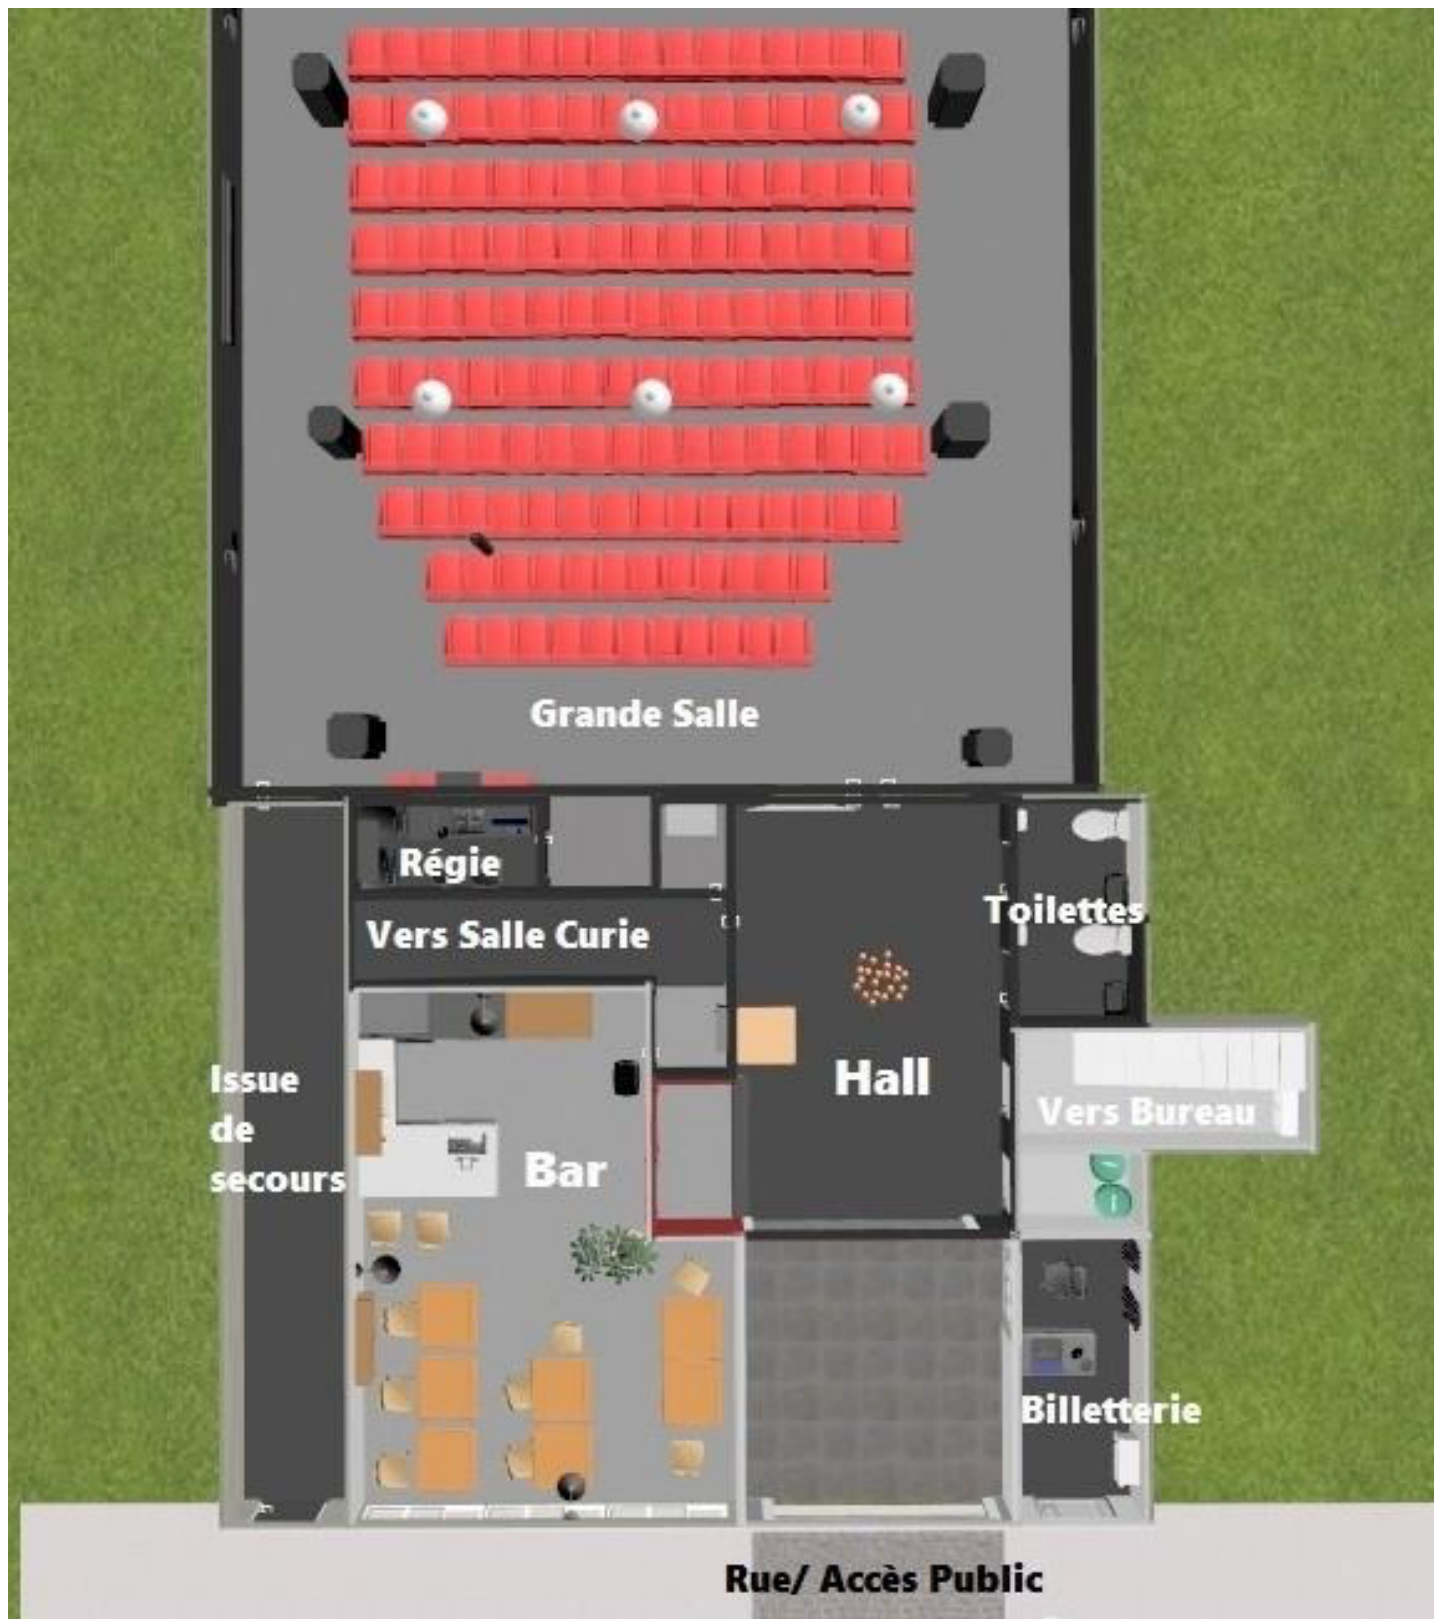 Grande Salle
Régie
Toilettes
Vers Salle Curie
Issue
de
secours
Hall
Vers Bureau
Bar
Billetterie
Rue/ Accès Public